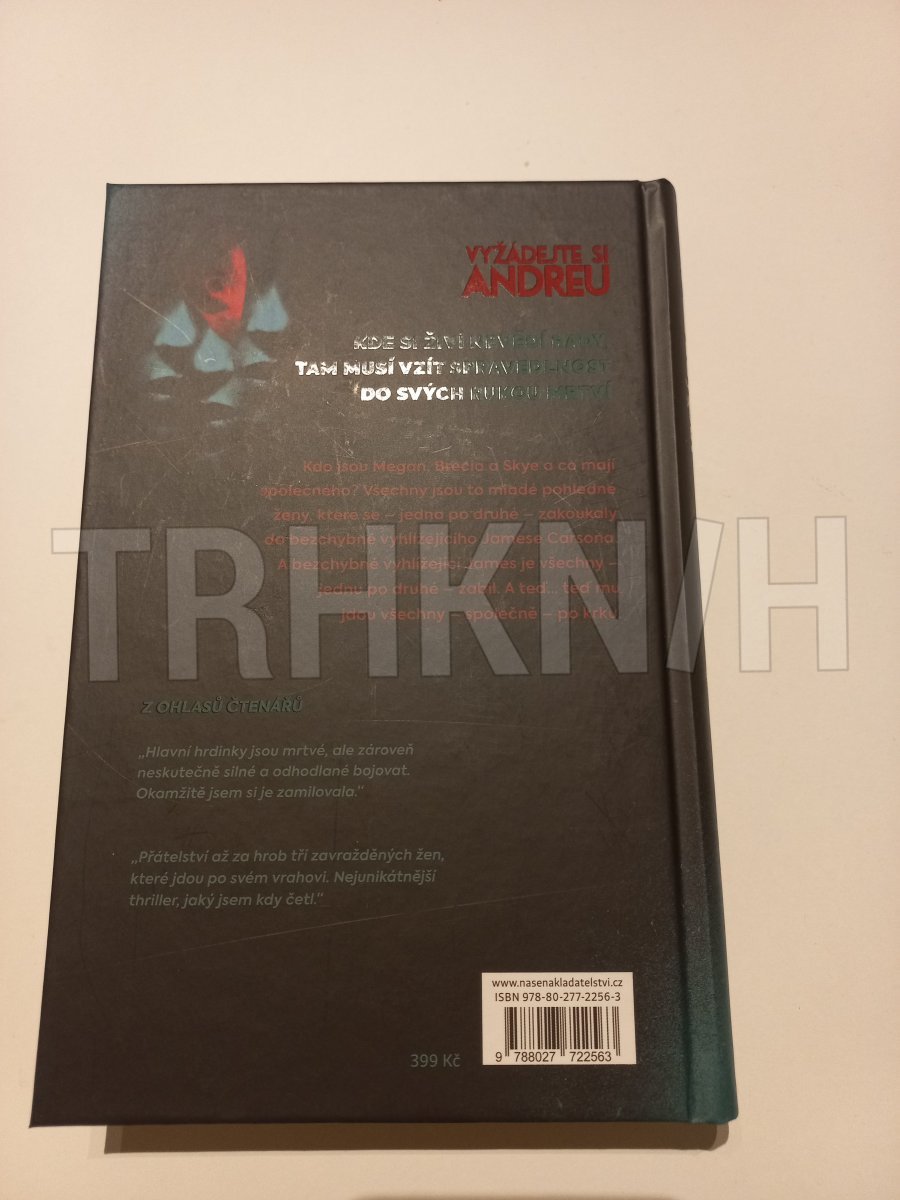 VYŽÁDEJTE SI
ANDREU
KDE SI ŽIVÍ NEVĚDÍ RADY,
TAM MUSÍ VZÍT SPRAVEDLNOST
DO SVÝCH RUKOU MRTVÍ
Kdo jsou Megan, Brecia a Skye a co mají
společného? Všechny jsou to mladé pohledné
ženy, které se – jedna po druhé – zakoukaly
do bezchybně vyhlížejícího Jamese Carsona.
A bezchybně vyhlížející James je všechny –
jednu po druhé – zabil. A teď... teď mu
jdou všechny – společně – po krku.
TRHKNIH
Z OHLASŮ ČTENÁŘŮ
„Hlavní hrdinky jsou mrtvé, ale zároveň
neskutečně silné a odhodlané bojovat.
Okamžitě jsem si je zamilovala.“
„Přátelství až za hrob tří zavražděných žen,
které jdou po svém vrahovi. Nejunikátnější
thriller, jaký jsem kdy četl.“
www.nasenakladatelstvi.cz
ISBN 978-80-277-2256-3
9 788027 722563
399 Kč